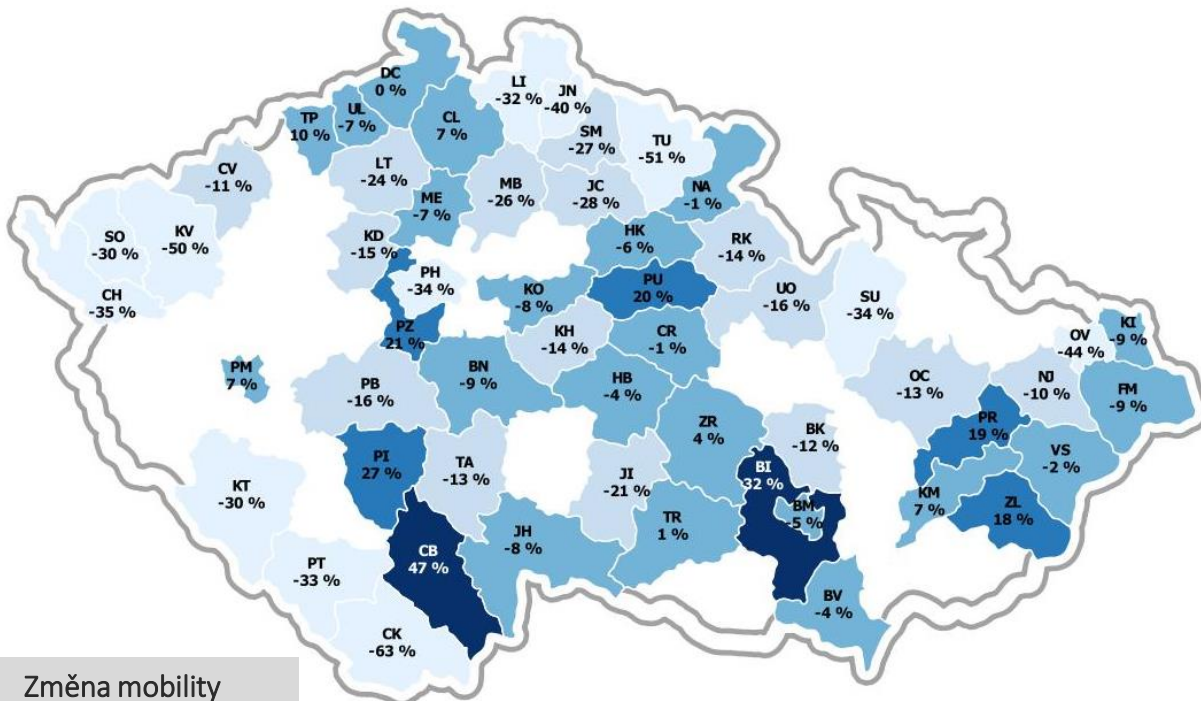 DC
0 %
LI
-32 %
JN
-40 %
TP
10 %
UL
-7 %
CL
7 %
SM
-27 %
TU
-51 %
CV
-11 %
LT
-24 %
MB
-26 %
JC
-28 %
NA
-1 %
ME
-7 %
SO
-30 %
KV
-50 %
KD
-15 %
HK
-6 %
RK
-14 %
CH
-35 %
PH
-34 %
KO
-8 %
PU
20 %
UO
-16 %
SU
-34 %
PZ
21 %
KH
-14 %
CR
-1 %
OV
-44 %
KI
-9 %
PM
7 %
PB
-16 %
BN
-9 %
HB
-4 %
OC
-13 %
NJ
-10 %
FM
-9 %
ZR
4 %
BK
-12 %
PR
19 %
VS
-2 %
PI
27 %
TA
-13 %
JI
-21 %
BI
32 %
KT
-30 %
BM
-5 %
KM
7 %
ZL
18 %
JH
-8 %
TR
1 %
CB
47 %
PT
-33 %
BV
-4 %
CK
-63 %
Změna mobility